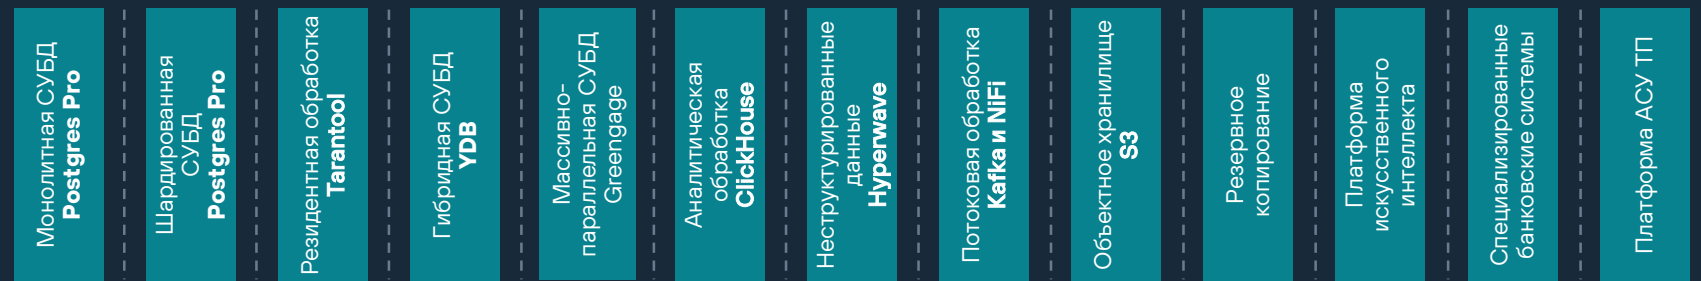 Монолитная СУБД
Postgres Pro
Шардированная
СУБД
Postgres Pro
Резидентная обработка
Tarantool
Гибридная СУБД
YDB
Массивно-
параллельная СУБД
Greengage
Аналитическая
обработка
ClickHouse
Неструктурированные
данные
Hyperwave
Потоковая обработка
Kafka и NiFi
Объектное хранилище
S3
Резервное
копирование
Платформа
искусственного
интеллекта
Специализированные
банковские системы
Платформа АСУ ТП